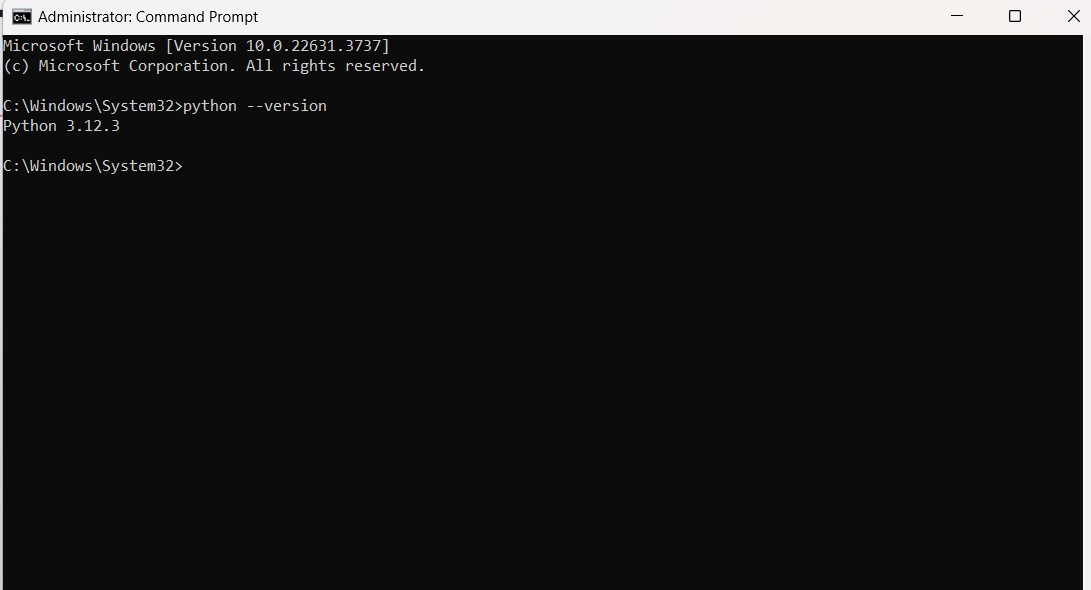 Administrator: Command Prompt
Microsoft Windows [Version 10.0.22631.3737]
(c) Microsoft Corporation. All rights reserved.
C:\Windows\System32>python --version
Python 3.12.3
C:\Windows\System32>